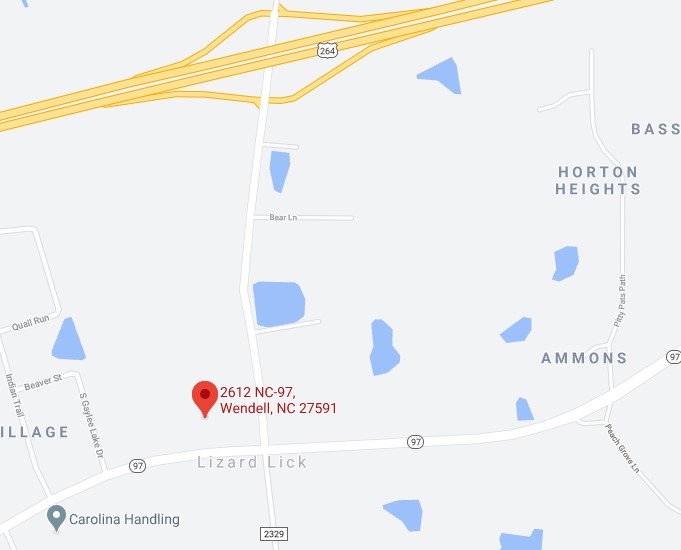 264
BASS
HORTON
HEIGHTS
Bear Ln
Pitty Pats Path
Quail Run
AMMONS
97
Indian Trail
Beaver St
S Gaylee Lake Dr
2612 NC-97,
Wendell, NC 27591
ILLAGE
97
97
Lizard Lick
Peach Grove Ln
Carolina Handling
2329